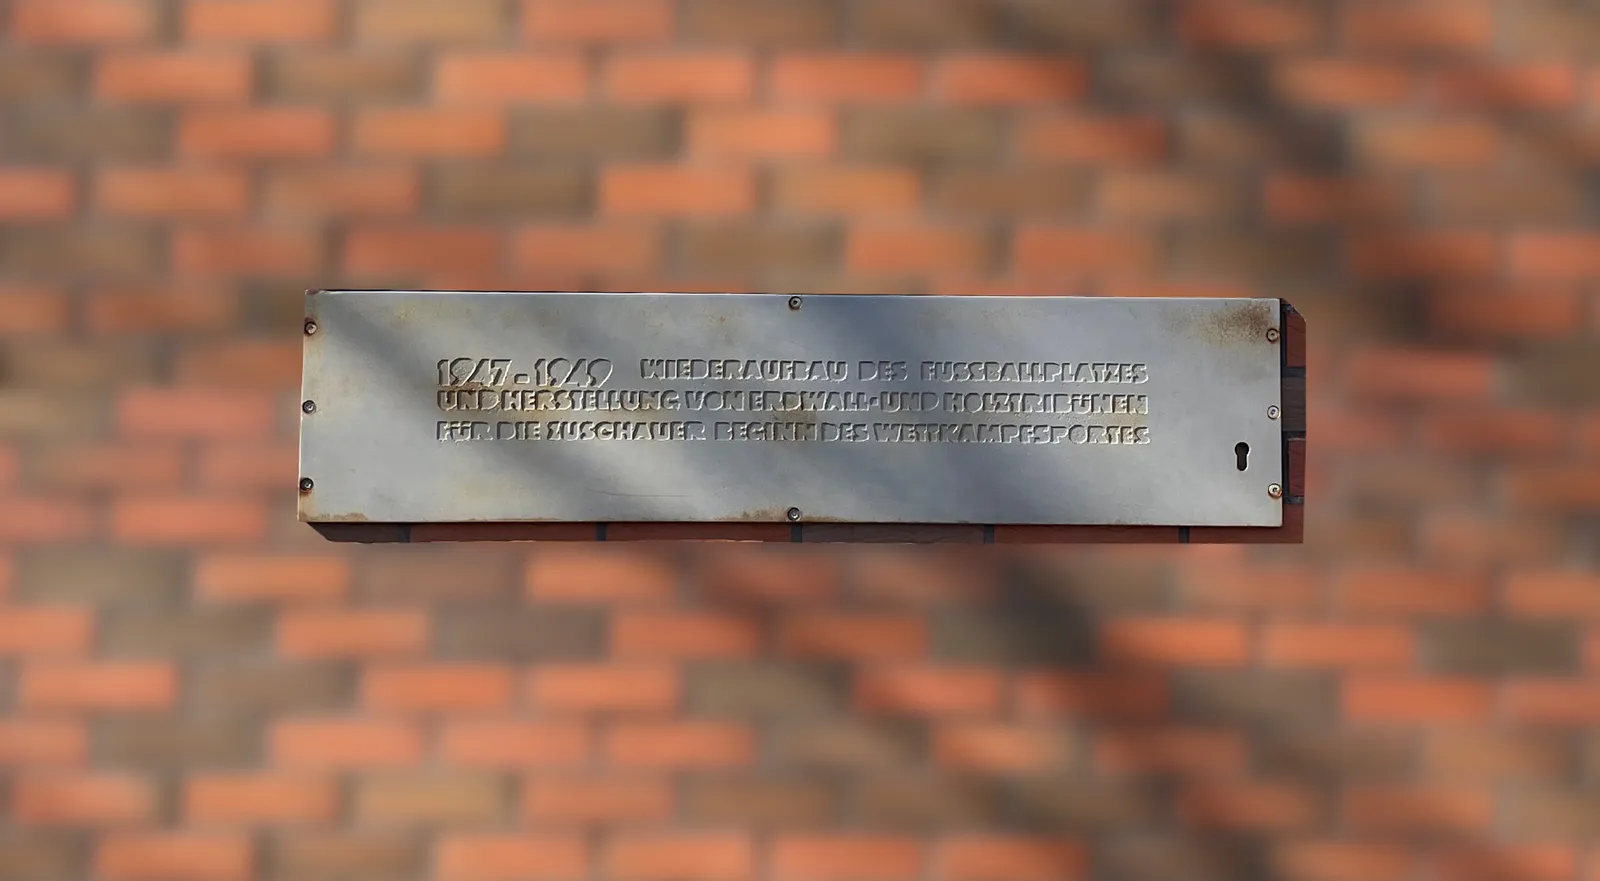 1947-1949 WIEDERAUFBAU DES FUSSBALLPLATZES
UND HERSTELLUNG VON ERDWALL-UND HOLZTRIBÜNEN
FÜR DIE ZUSCHAUER BEGINN DES WETTKAMPFSPORTES